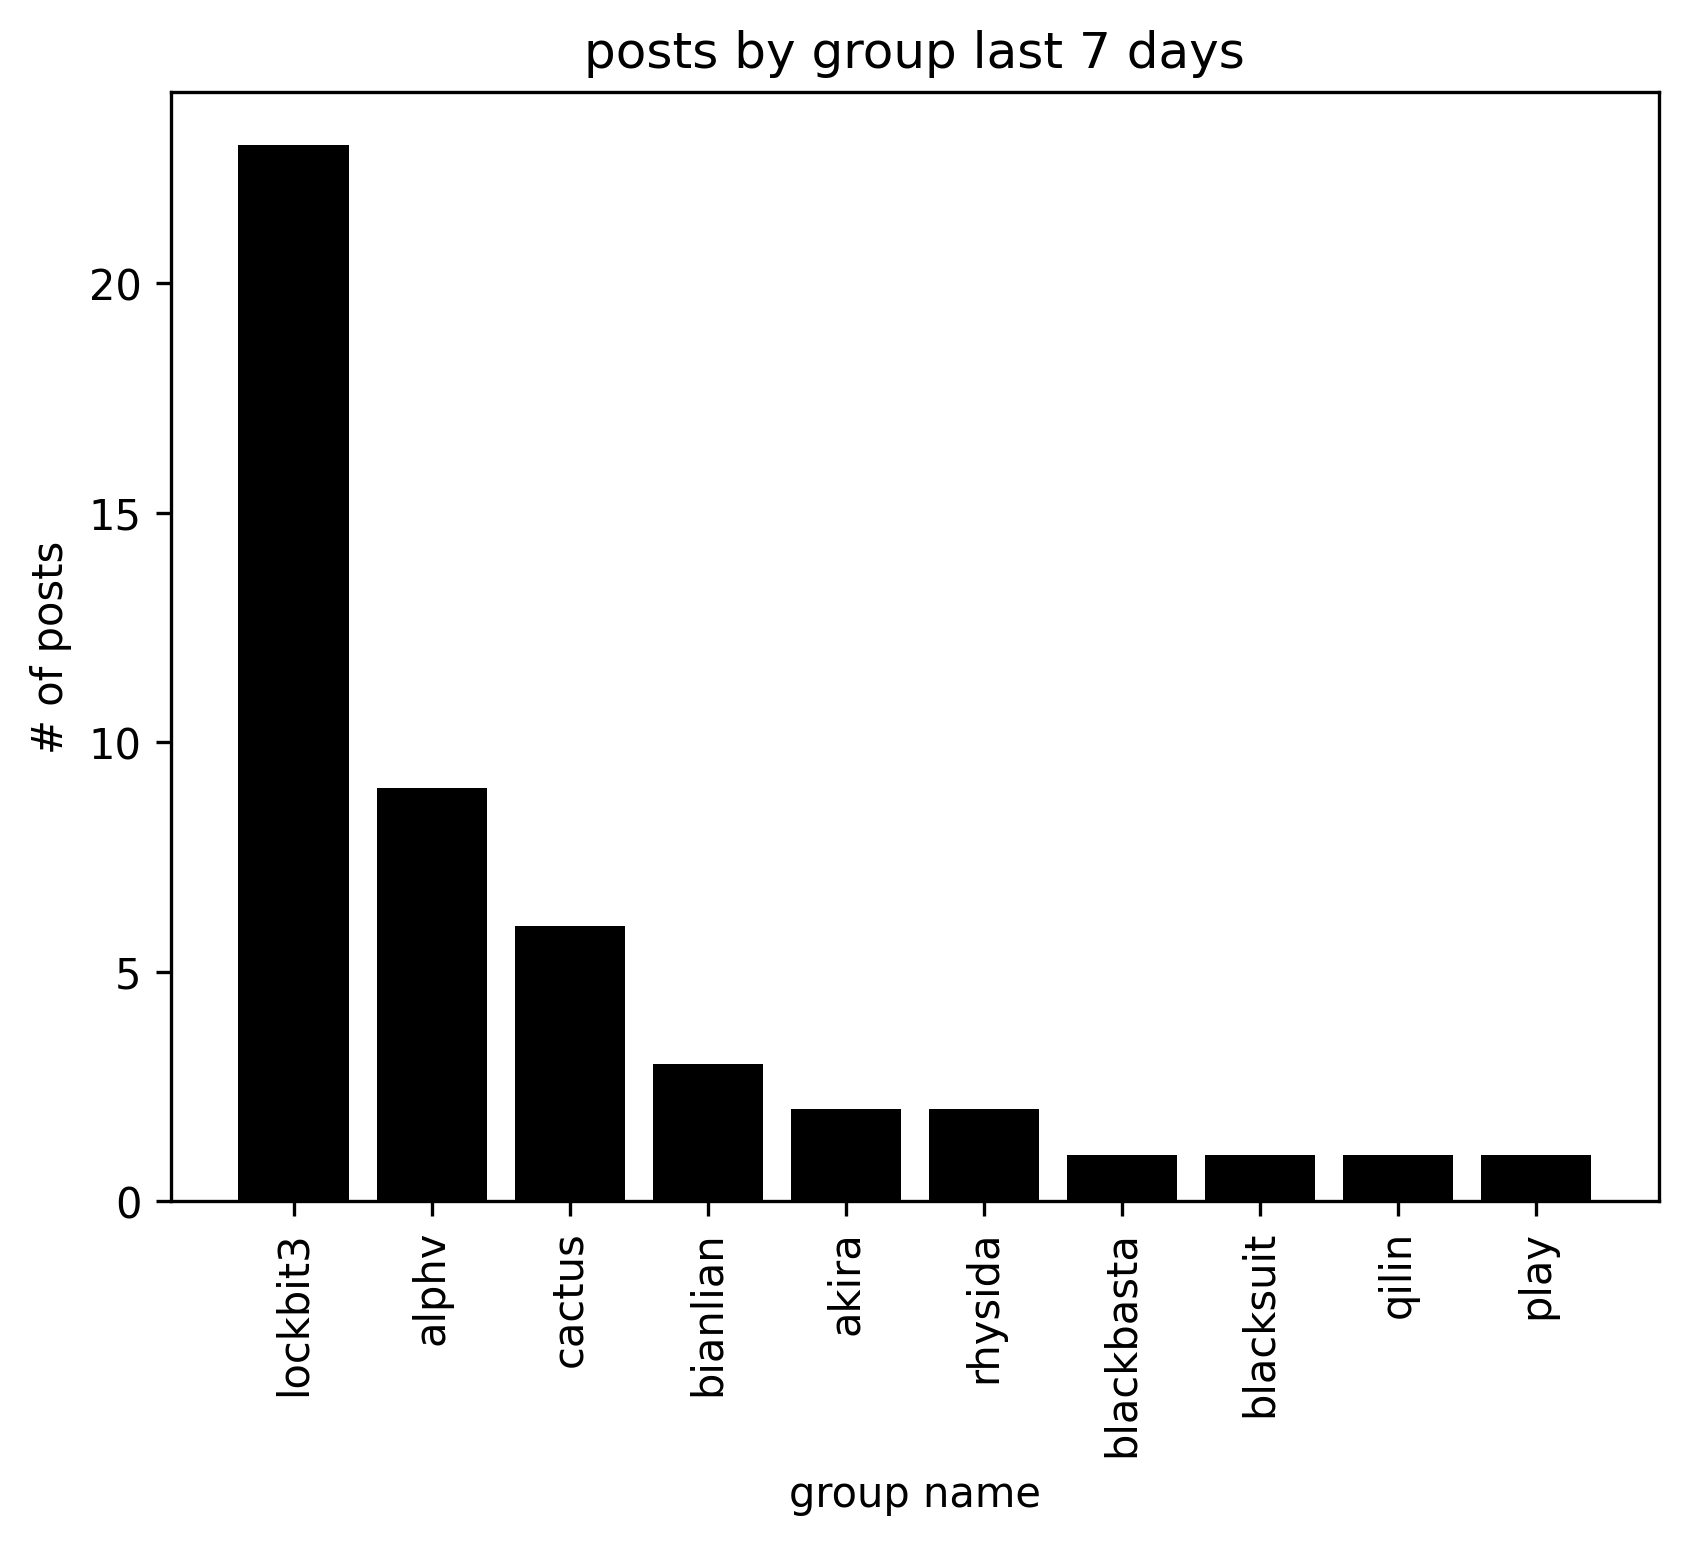 posts by group last 7 days
# of posts
20
15
10
5
0
lockbit3
alphv
cactus
bianlian
akira
rhysida
blackbasta
blacksuit
qilin
play
group name